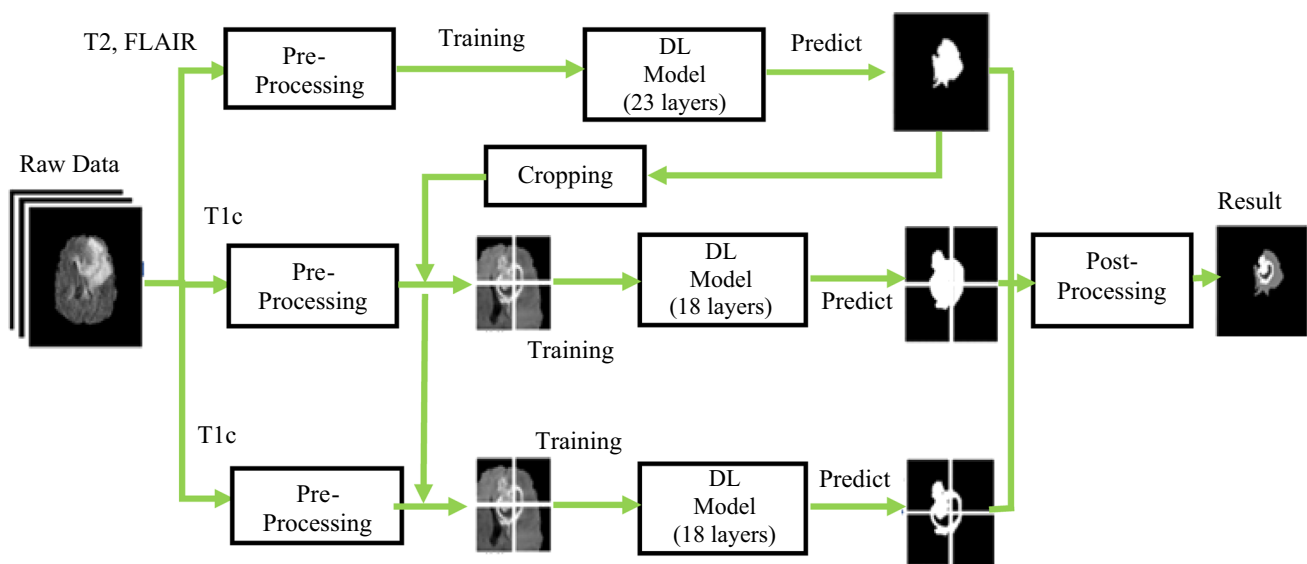 T2, FLAIR
Pre-
Processing
Training
DL
Model
(23 layers)
Predict
Cropping
Raw Data
T1c
Pre-
Processing
Training
DL
Model
(18 layers)
Predict
Post-
Processing
Result
T1c
Pre-
Processing
Training
DL
Model
(18 layers)
Predict